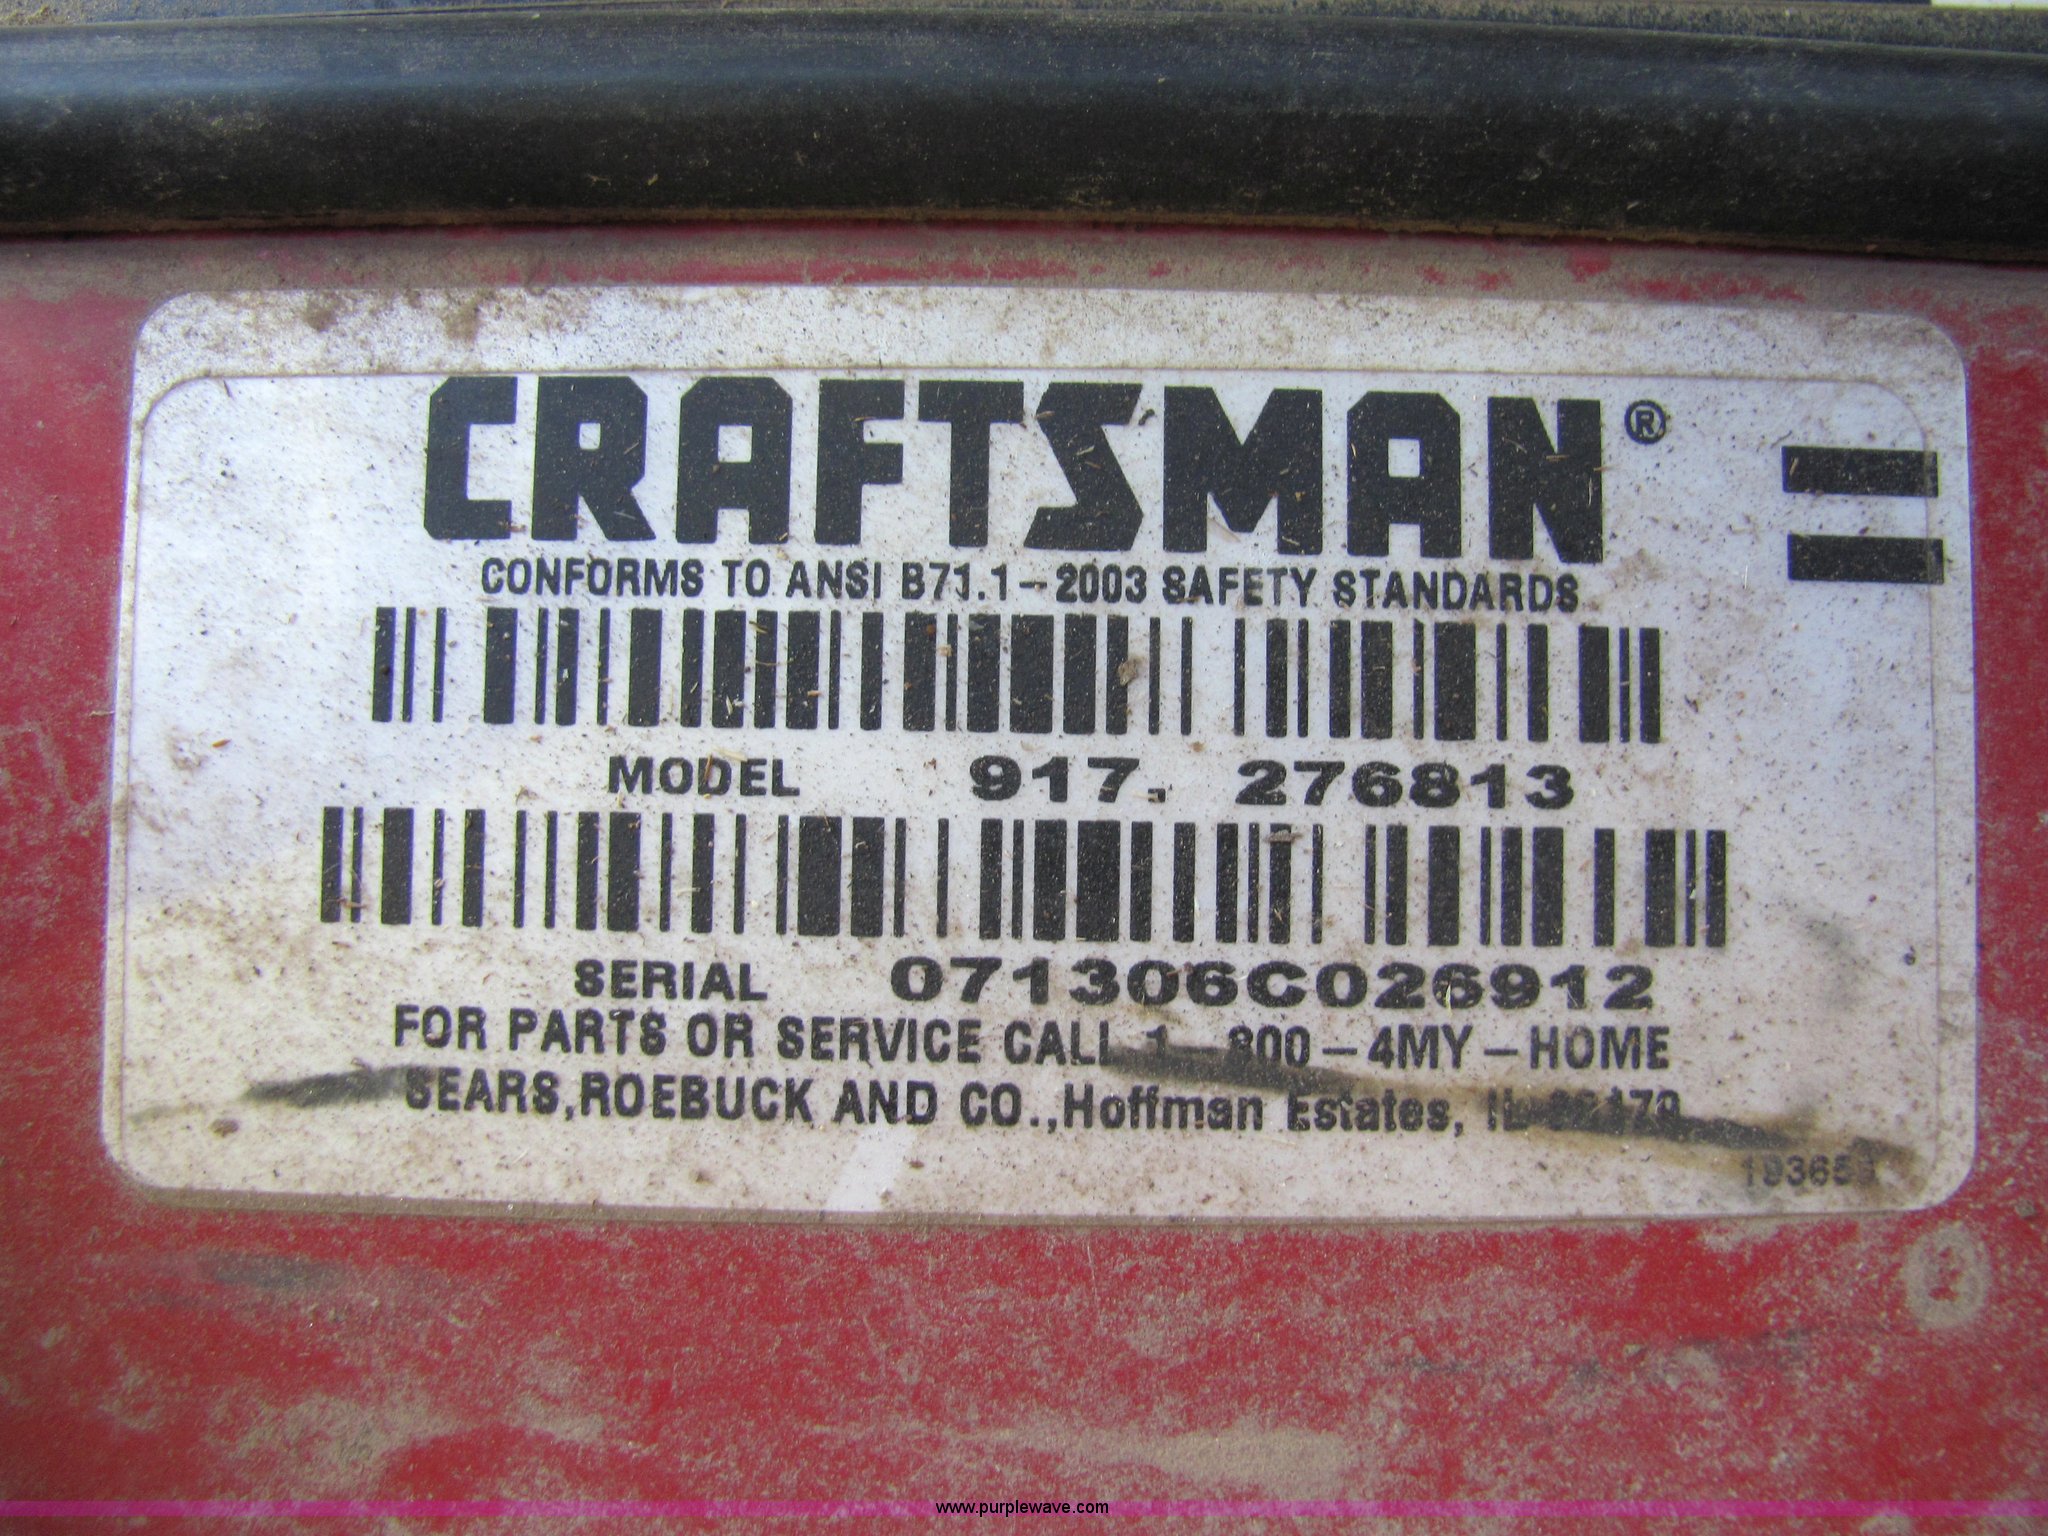 CRAFTSMAN®
CONFORMS TO ANSI B71.1-2003 SAFETY STANDARDS
MODEL 917. 276813
SERIAL 071306C026912
FOR PARTS OR SERVICE CALL 1-800-4MY-HOME
SEARS,ROEBUCK AND CO.,Hoffman Estates, IL
www.purplewave.com